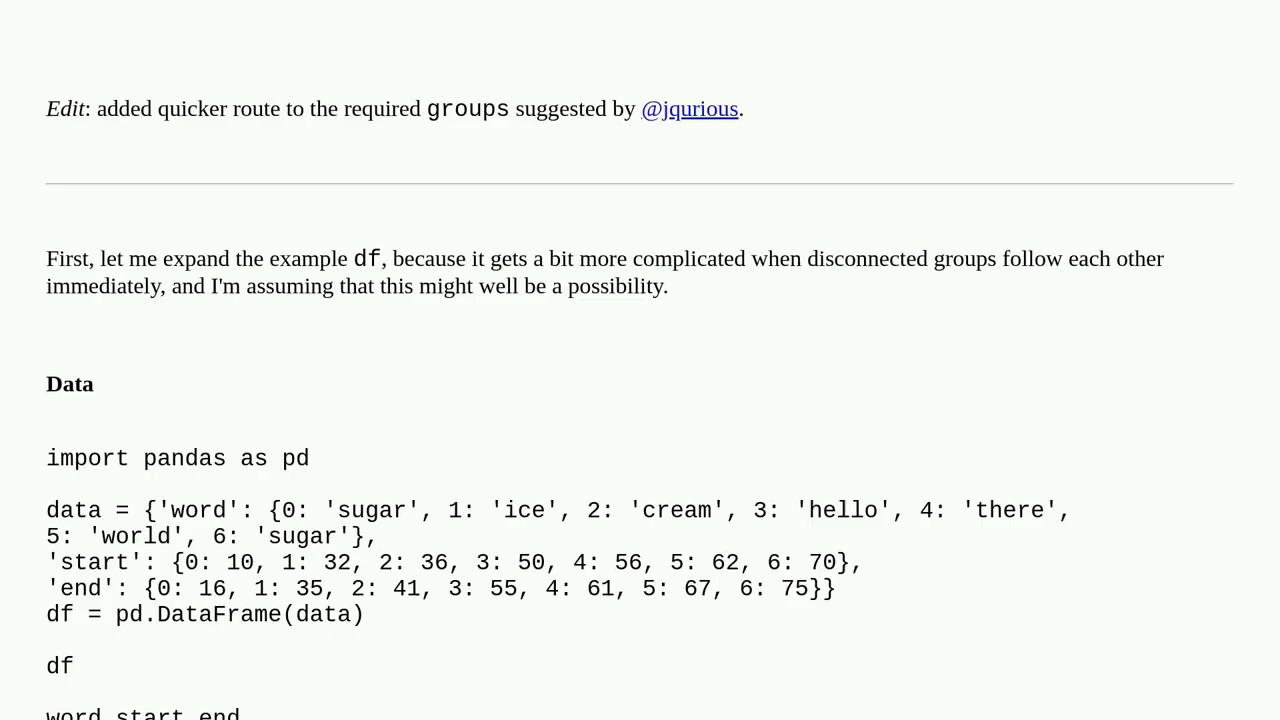 Edit: added quicker route to the required groups suggested by @jqurious.
First, let me expand the example df, because it gets a bit more complicated when disconnected groups follow each other
immediately, and I'm assuming that this might well be a possibility.
Data
import pandas as pd
data = {'word': {0: 'sugar', 1: 'ice', 2: 'cream', 3: 'hello', 4: 'there',
5: 'world', 6: 'sugar'},
'start': {0: 10, 1: 32, 2: 36, 3: 50, 4: 56, 5: 62, 6: 70},
'end': {0: 16, 1: 35, 2: 41, 3: 55, 4: 61, 5: 67, 6: 75}}
df = pd.DataFrame(data)
df
word start end